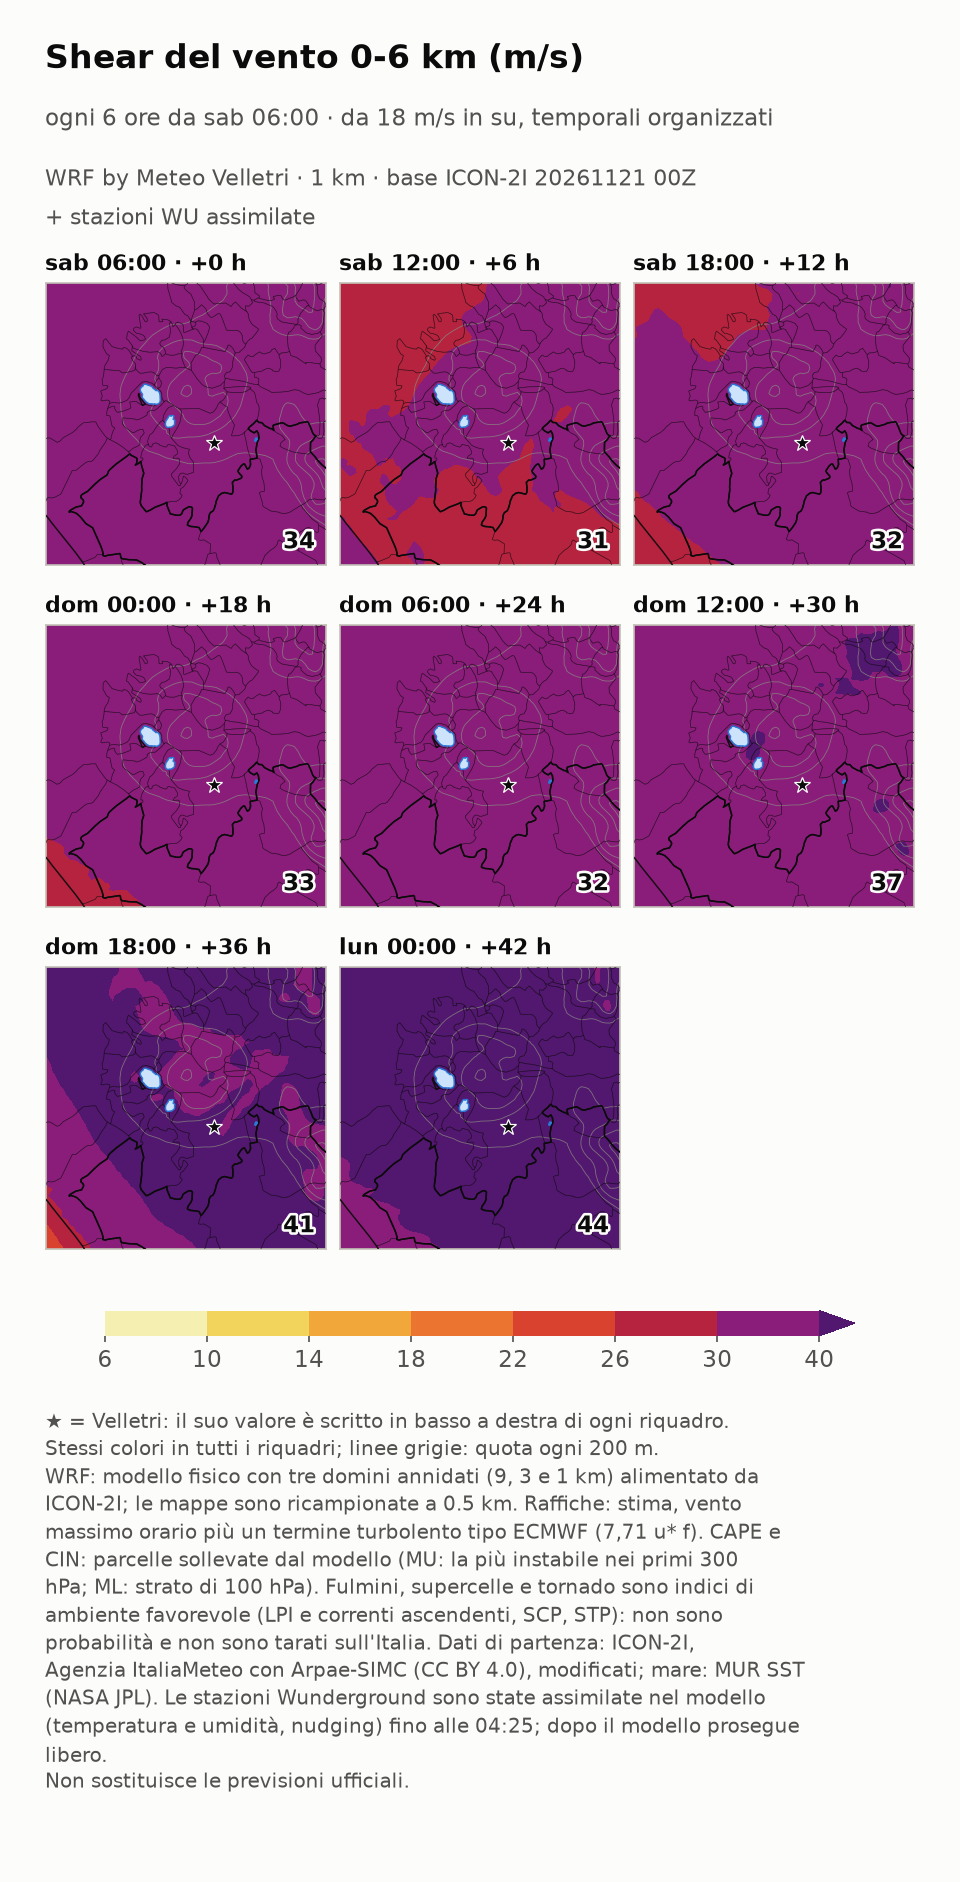 Shear del vento 0-6 km (m/s)
ogni 6 ore da sab 06:00 · da 18 m/s in su, temporali organizzati
WRF by Meteo Velletri · 1 km · base ICON-2I 20261121 00Z
+ stazioni WU assimilate
sab 06:00 · +0 h
sab 12:00 · +6 h
sab 18:00 · +12 h
34
31
32
dom 00:00 · +18 h
dom 06:00 · +24 h
dom 12:00 · +30 h
33
32
37
dom 18:00 · +36 h
lun 00:00 · +42 h
41
44
6 10 14 18 22 26 30 40
★ = Velletri: il suo valore è scritto in basso a destra di ogni riquadro.
Stessi colori in tutti i riquadri; linee grigie: quota ogni 200 m.
WRF: modello fisico con tre domini annidati (9, 3 e 1 km) alimentato da
ICON-2I; le mappe sono ricampionate a 0.5 km. Raffiche: stima, vento
massimo orario più un termine turbolento tipo ECMWF (7,71 u* f). CAPE e
CIN: parcelle sollevate dal modello (MU: la più instabile nei primi 300
hPa; ML: strato di 100 hPa). Fulmini, supercelle e tornado sono indici di
ambiente favorevole (LPI e correnti ascendenti, SCP, STP): non sono
probabilità e non sono tarati sull'Italia. Dati di partenza: ICON-2I,
Agenzia ItaliaMeteo con Arpae-SIMC (CC BY 4.0), modificati; mare: MUR SST
(NASA JPL). Le stazioni Wunderground sono state assimilate nel modello
(temperatura e umidità, nudging) fino alle 04:25; dopo il modello prosegue
libero.
Non sostituisce le previsioni ufficiali.